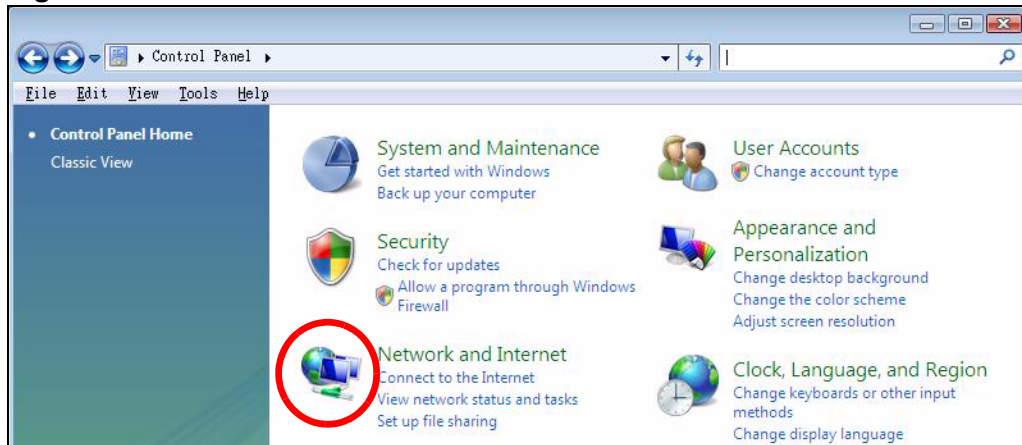 Control Panel
File Edit View Tools Help
Control Panel Home
Classic View
System and Maintenance
Get started with Windows
Back up your computer
Security
Check for updates
Allow a program through Windows
Firewall
Network and Internet
Connect to the Internet
View network status and tasks
Set up file sharing
User Accounts
Change account type
Appearance and
Personalization
Change desktop background
Change the color scheme
Adjust screen resolution
Clock, Language, and Region
Change keyboards or other input
methods
Change display language